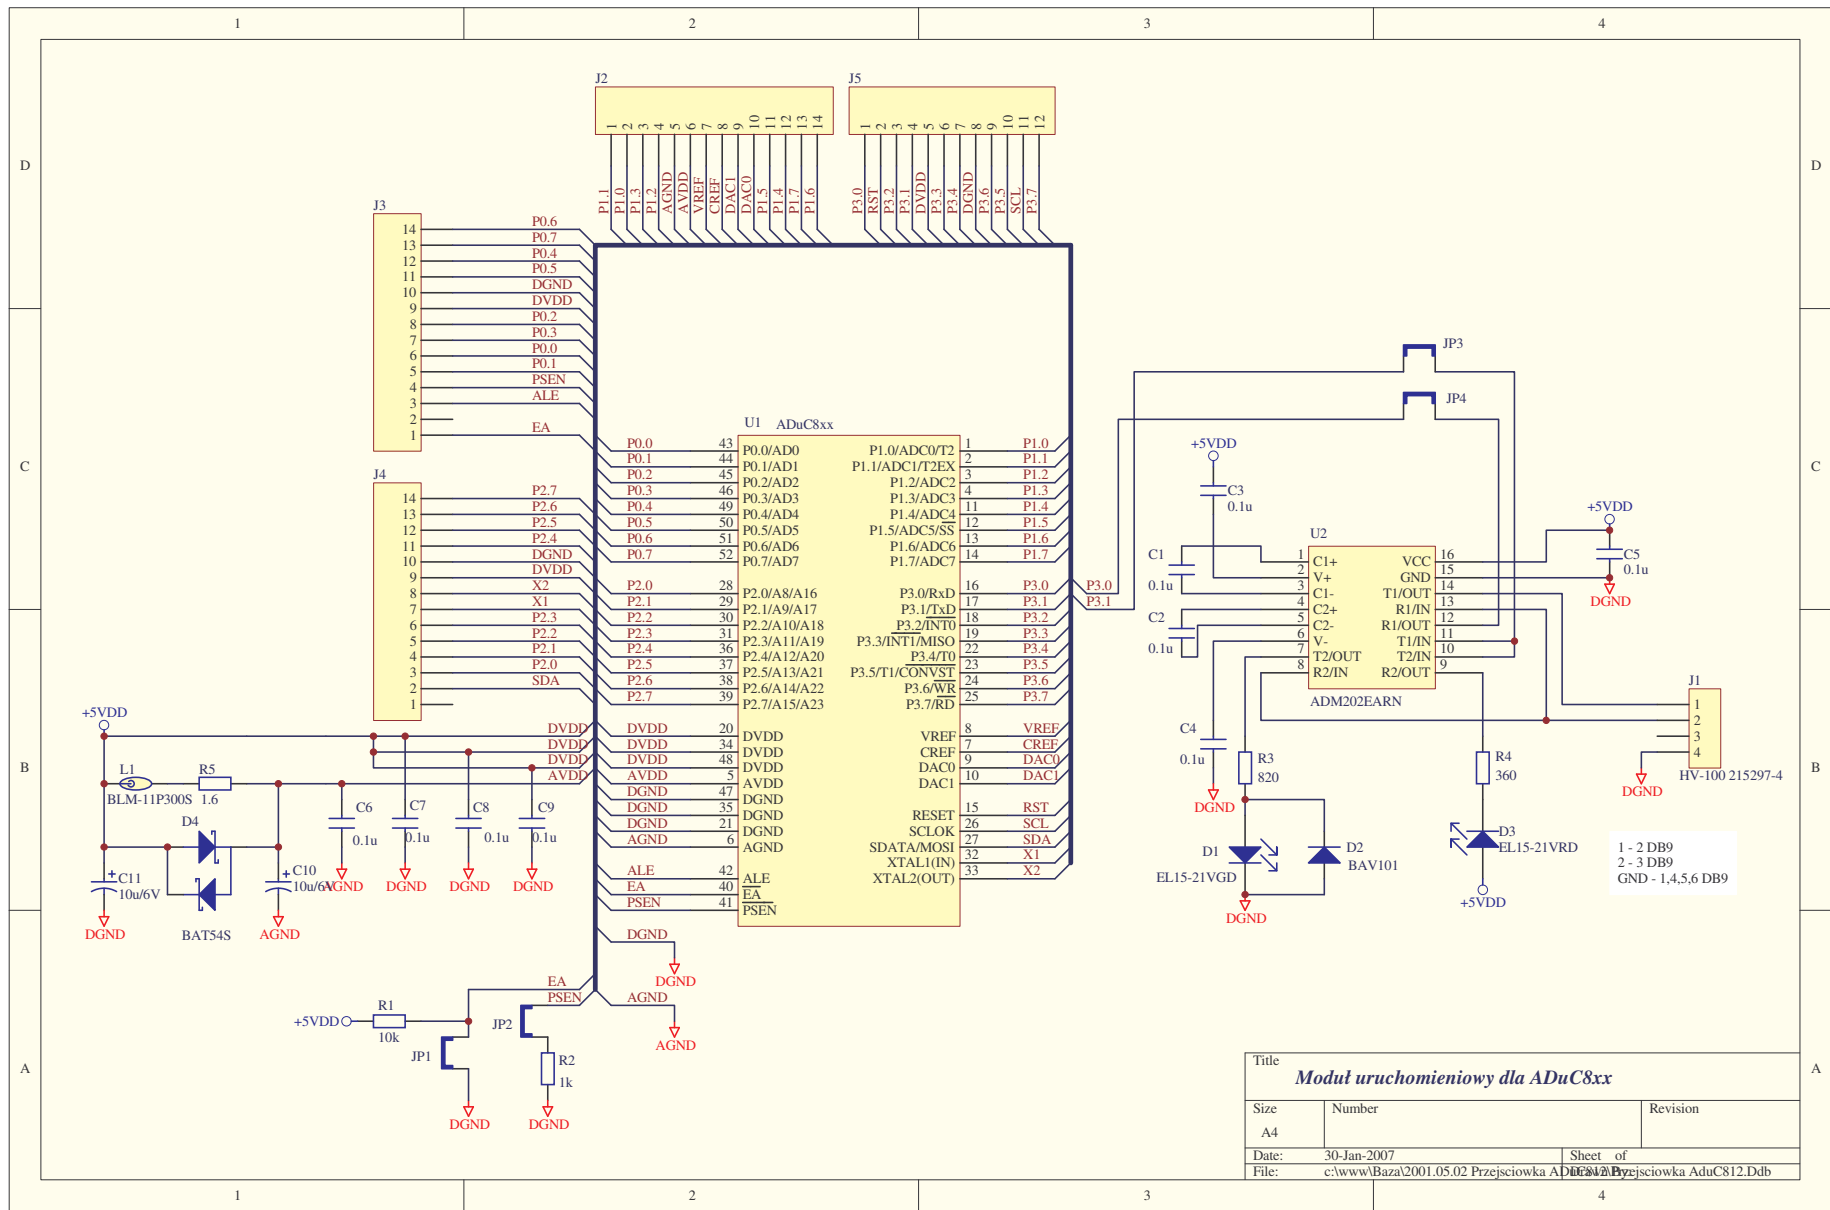 1 2 3 4
D D
C C
B B
A A
J2
1 2 3 4 5 6 7 8 9 10 11 12 13 14
P1.1 P1.0 P1.3 P1.2 AGND AVDD VREF CREF DAC1 DAC0 P1.5 P1.4 P1.7 P1.6
J5
1 2 3 4 5 6 7 8 9 10 11 12
P3.0 RST P3.2 P3.1 DVDD P3.3 P3.4 DGND P3.6 P3.5 SCL P3.7
J3
14 P0.6
13 P0.7
12 P0.4
11 P0.5
10 DGND
9 DVDD
8 P0.2
7 P0.3
6 P0.0
5 P0.1
4 PSEN
3 ALE
2
1 EA
J4
14 P2.7
13 P2.6
12 P2.5
11 P2.4
10 DGND
9 DVDD
8 X2
7 X1
6 P2.3
5 P2.2
4 P2.1
3 P2.0
2 SDA
1
U1 ADuC8xx
P0.0 43 P0.0/AD0
P0.1 44 P0.1/AD1
P0.2 45 P0.2/AD2
P0.3 46 P0.3/AD3
P0.4 49 P0.4/AD4
P0.5 50 P0.5/AD5
P0.6 51 P0.6/AD6
P0.7 52 P0.7/AD7
P2.0 28 P2.0/A8/A16
P2.1 29 P2.1/A9/A17
P2.2 30 P2.2/A10/A18
P2.3 31 P2.3/A11/A19
P2.4 36 P2.4/A12/A20
P2.5 37 P2.5/A13/A21
P2.6 38 P2.6/A14/A22
P2.7 39 P2.7/A15/A23
DVDD DVDD 20 DVDD
DVDD DVDD 34 DVDD
DVDD DVDD 48 DVDD
AVDD AVDD 5 AVDD
DGND 47 DGND
DGND 35 DGND
DGND 21 DGND
AGND 6 AGND
ALE 42 ALE
EA 40 EA
PSEN 41 PSEN
P1.0/ADC0/T2 1 P1.0
P1.1/ADC1/T2EX 2 P1.1
P1.2/ADC2 3 P1.2
P1.3/ADC3 4 P1.3
P1.4/ADC4 11 P1.4
P1.5/ADC5/SS 12 P1.5
P1.6/ADC6 13 P1.6
P1.7/ADC7 14 P1.7
P3.0/RxD 16 P3.0 P3.0
P3.1/TxD 17 P3.1 P3.1
P3.2/INT0 18 P3.2
P3.3/INT1/MISO 19 P3.3
P3.4/T0 22 P3.4
P3.5/T1/CONVST 23 P3.5
P3.6/WR 24 P3.6
P3.7/RD 25 P3.7
VREF 8 VREF
CREF 7 CREF
DAC0 9 DAC0
DAC1 10 DAC1
RESET 15 RST
SCLOK 26 SCL
SDATA/MOSI 27 SDA
XTAL1(IN) 32 X1
XTAL2(OUT) 33 X2
DGND
DGND
AGND
AGND
EA
PSEN
+5VDD R1
10k
JP1
DGND
JP2
R2
1k
DGND
+5VDD
L1
BLM-11P300S
R5
1.6
D4
BAT54S
C11
10u/6V
DGND
C10
10u/6V
AGND
C6
0.1u
AGND
C7
0.1u
DGND
C8
0.1u
DGND
C9
0.1u
DGND
JP3
JP4
+5VDD
C3
0.1u
C1
0.1u
C2
0.1u
C4
0.1u
DGND
U2
1 C1+
2 V+
3 C1-
4 C2+
5 C2-
6 V-
7 T2/OUT
8 R2/IN
VCC 16
GND 15
T1/OUT 14
R1/IN 13
R1/OUT 12
T1/IN 11
T2/IN 10
R2/OUT 9
ADM202EARN
+5VDD
C5
0.1u
DGND
R3
820
D1
EL15-21VGD
D2
BAV101
DGND
R4
360
D3
EL15-21VRD
+5VDD
J1
1
2
3
4
HV-100 215297-4
DGND
1 - 2 DB9
2 - 3 DB9
GND - 1,4,5,6 DB9
Title
Moduł uruchomieniowy dla ADuC8xx
Size Number Revision
A4
Date: 30-Jan-2007 Sheet of
File: c:\www\Baza\2001.05.02 Przejsciowka Przejsciowka AduC812.Ddb
1 2 3 4